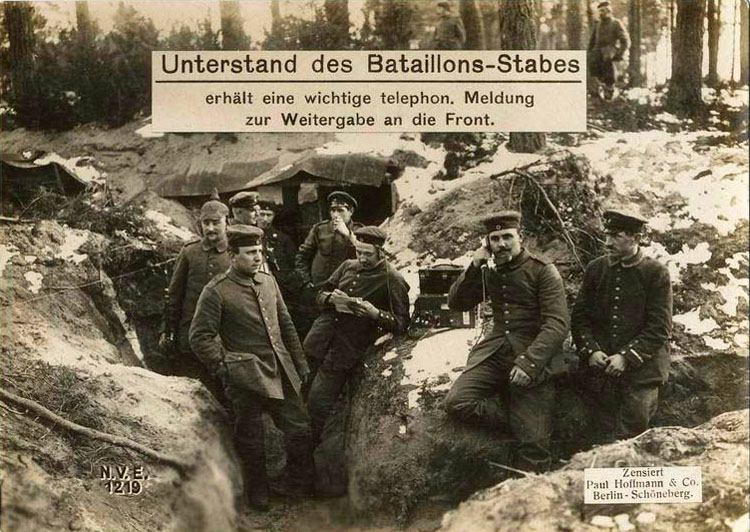 Unterstand des Bataillons-Stabes
erhält eine wichtige telephon. Meldung
zur Weitergabe an die Front.
N.V.E.
1219
Zensiert
Paul Hoffmann & Co.
Berlin-Schöneberg.